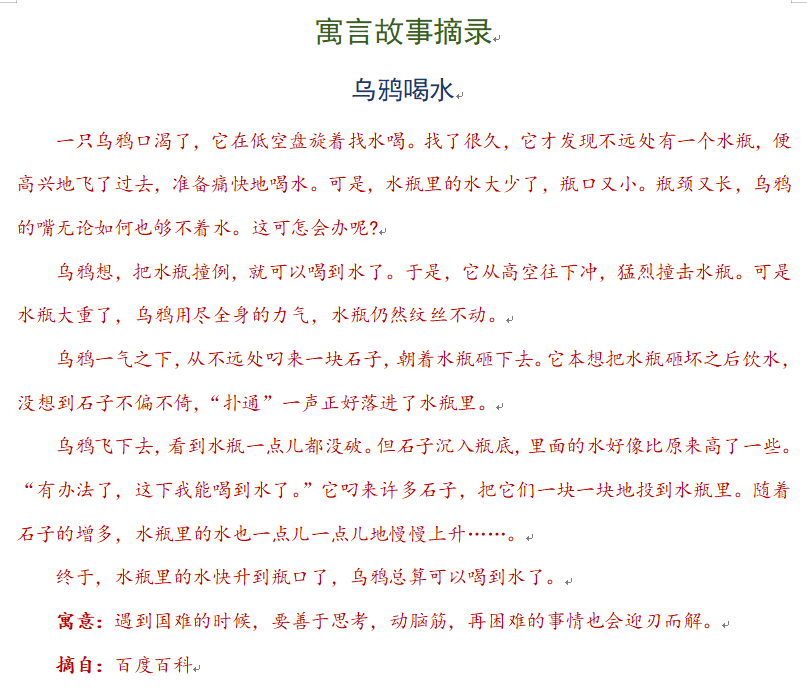 寓言故事摘录
乌鸦喝水
一只乌鸦口渴了，它在低空盘旋着找水喝。找了很久，它才发现不远处有一个水瓶，便
高兴地飞了过去，准备痛快地喝水。可是，水瓶里的水大少了，瓶口又小。瓶颈又长，乌鸦
的嘴无论如何也够不着水。这可怎会办呢?
乌鸦想，把水瓶撞例，就可以喝到水了。于是，它从高空往下冲，猛烈撞击水瓶。可是
水瓶大重了，乌鸦用尽全身的力气，水瓶仍然纹丝不动。
乌鸦一气之下，从不远处叼来一块石子，朝着水瓶砸下去。它本想把水瓶砸坏之后饮水，
没想到石子不偏不倚，“扑通”一声正好落进了水瓶里。
乌鸦飞下去，看到水瓶一点儿都没破。但石子沉入瓶底，里面的水好像比原来高了一些。
“有办法了，这下我能喝到水了。”它叼来许多石子，把它们一块一块地投到水瓶里。随着
石子的增多，水瓶里的水也一点儿一点儿地慢慢上升……。
终于，水瓶里的水快升到瓶口了，乌鸦总算可以喝到水了。
寓意：遇到国难的时候，要善于思考，动脑筋，再困难的事情也会迎刃而解。
摘自：百度百科